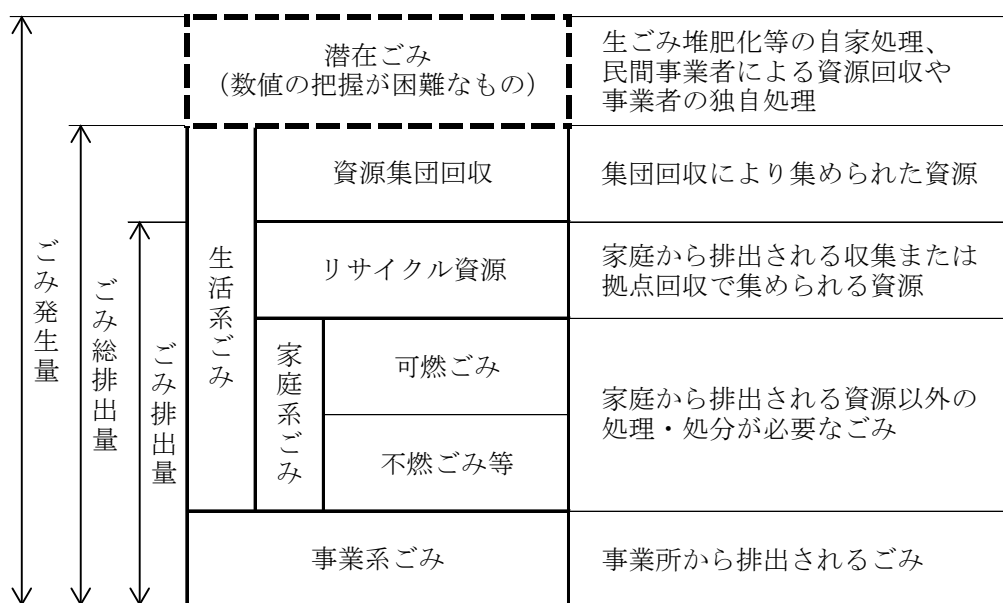 潜在ごみ
（数値の把握が困難なもの）
生ごみ堆肥化等の自家処理、
民間事業者による資源回収や
事業者の独自処理
資源集団回収
集団回収により集められた資源
リサイクル資源
家庭から排出される収集または
拠点回収で集められる資源
可燃ごみ
不燃ごみ等
家庭から排出される資源以外の
処理・処分が必要なごみ
事業系ごみ
事業所から排出されるごみ
ごみ発生量
ごみ総排出量
ごみ排出量
生活系ごみ
家庭系ごみ